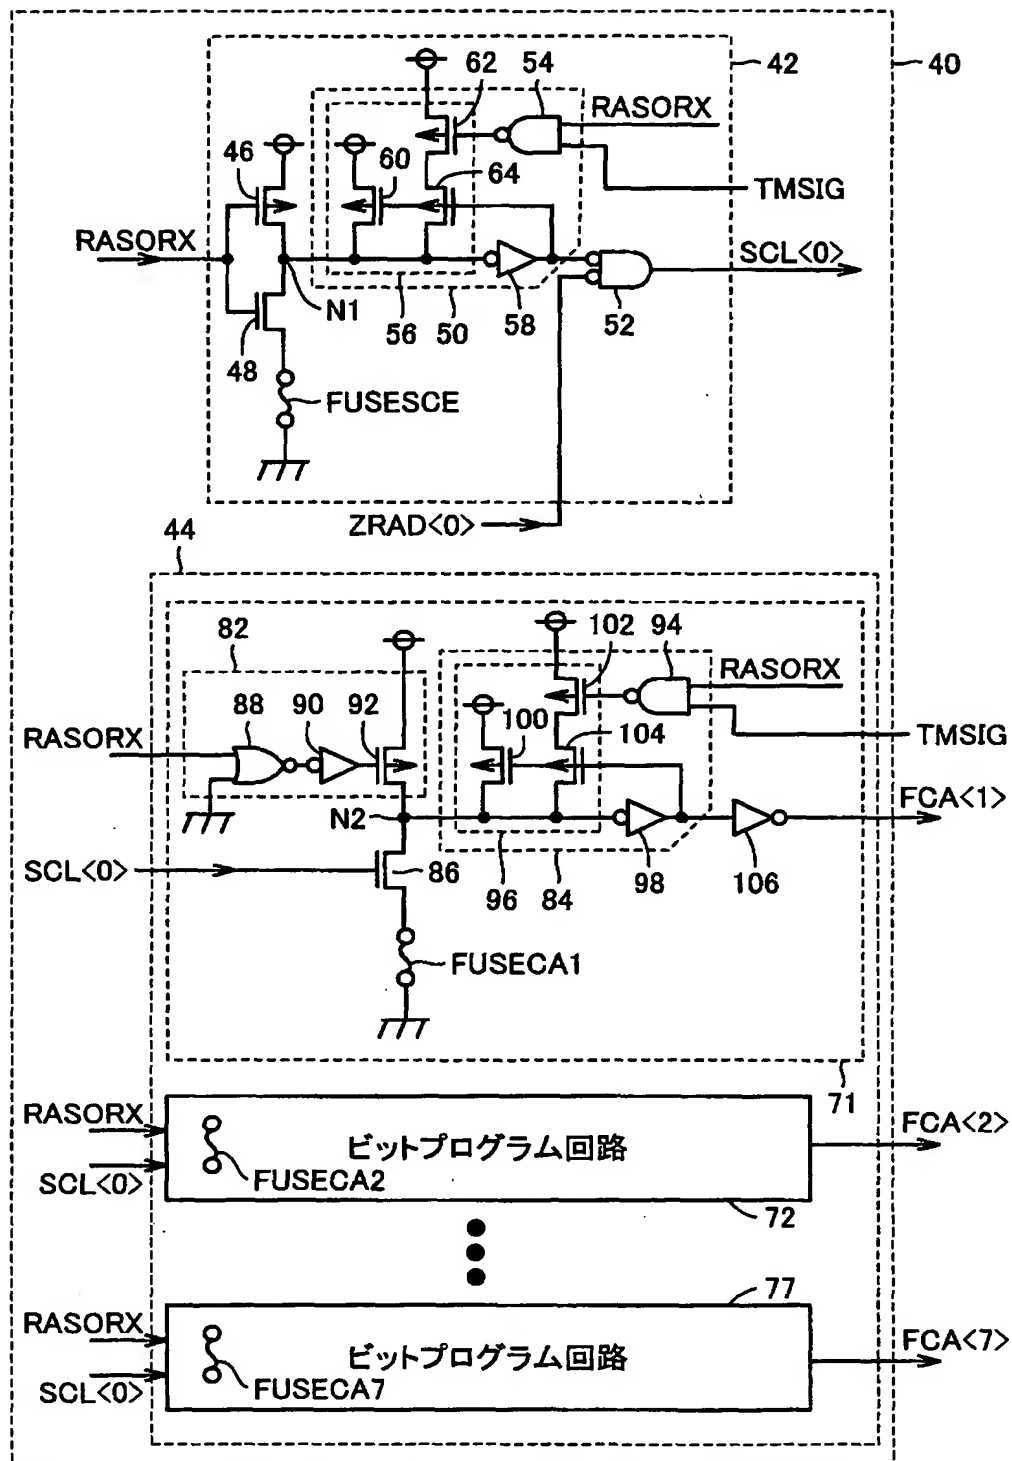 42
40
62
54
RASORX
46
60
64
TMSIG
RASORX
SCL<0>
N1
56
50
58
52
48
FUSESCE
ZRAD<0>
44
82
102
94
RASORX
88
90
92
100
104
RASORX
TMSIG
N2
FCA<1>
SCL<0>
86
96
84
98
106
FUSECA1
71
RASORX
FCA<2>
ビットプログラム回路
SCL<0>
FUSECA2
72
77
RASORX
FCA<7>
ビットプログラム回路
SCL<0>
FUSECA7